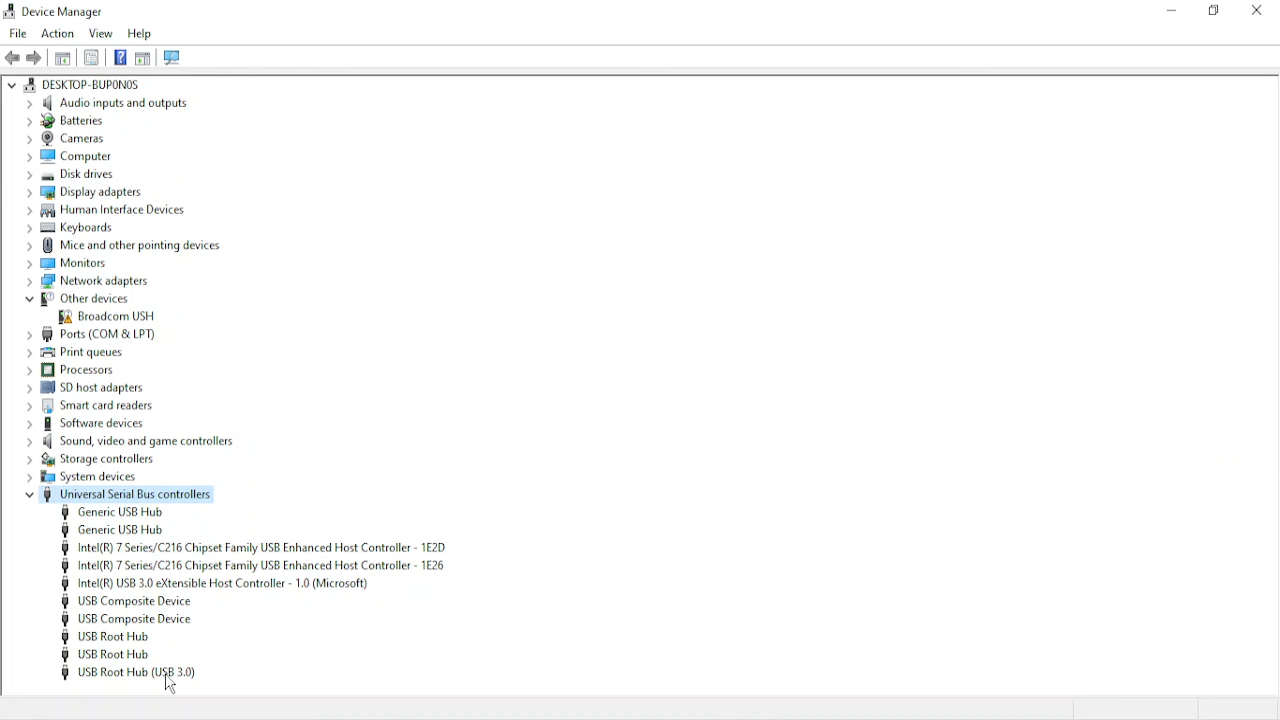 Device Manager
File Action View Help
DESKTOP-BUP0N0S
Audio inputs and outputs
Batteries
Cameras
Computer
Disk drives
Display adapters
Human Interface Devices
Keyboards
Mice and other pointing devices
Monitors
Network adapters
Other devices
Broadcom USH
Ports (COM & LPT)
Print queues
Processors
SD host adapters
Smart card readers
Software devices
Sound, video and game controllers
Storage controllers
System devices
Universal Serial Bus controllers
Generic USB Hub
Generic USB Hub
Intel(R) 7 Series/C216 Chipset Family USB Enhanced Host Controller - 1E2D
Intel(R) 7 Series/C216 Chipset Family USB Enhanced Host Controller - 1E26
Intel(R) USB 3.0 eXtensible Host Controller - 1.0 (Microsoft)
USB Composite Device
USB Composite Device
USB Root Hub
USB Root Hub
USB Root Hub (USB 3.0)